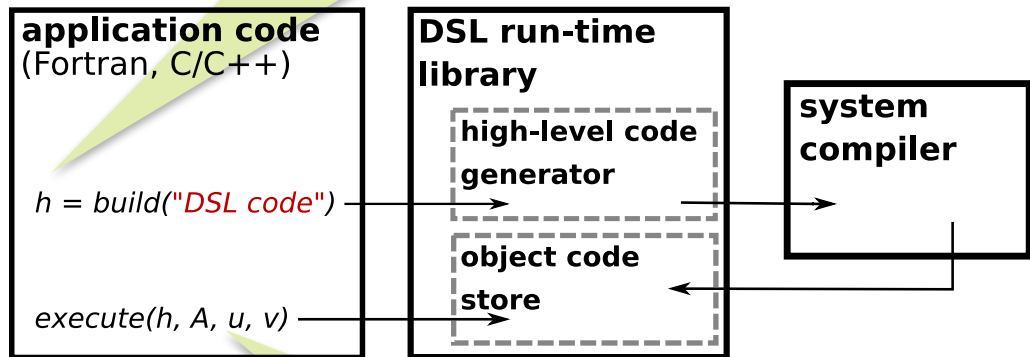 application code
(Fortran, C/C++)
h = build("DSL code")
execute(h, A, u, v)
DSL run-time
library
high-level code
generator
object code
store
system
compiler